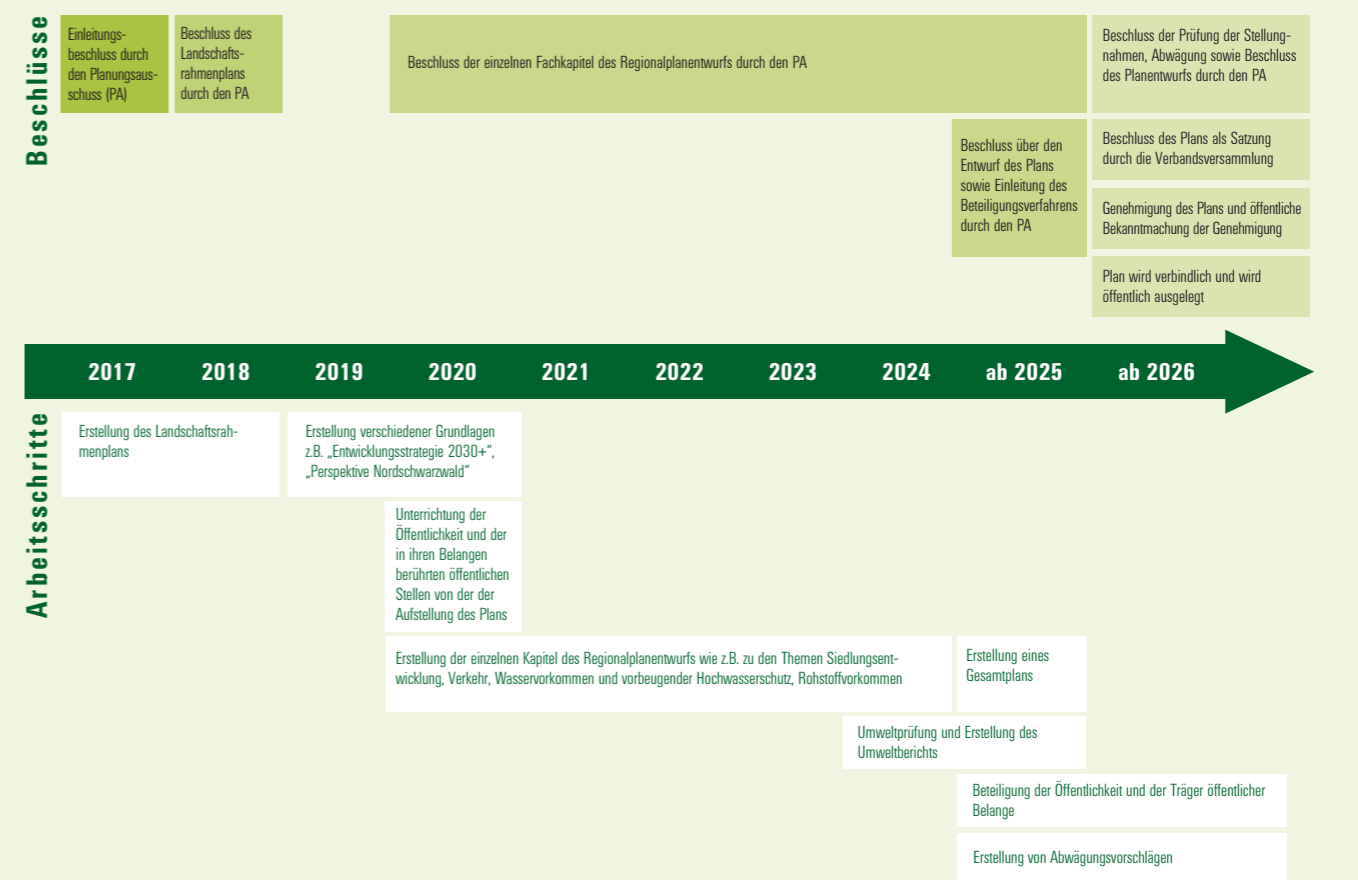 Beschlüsse
Einleitungs-
beschluss durch
den Planungsaus-
schuss (PA)
Beschluss des
Landschafts-
rahmenplans
durch den PA
Beschluss der einzelnen Fachkapitel des Regionalplanentwurfs durch den PA
Beschluss der Prüfung der Stellung-
nahmen, Abwägung sowie Beschluss
des Planentwurfs durch den PA
Beschluss über den
Entwurf des Plans
sowie Einleitung des
Beteiligungsverfahrens
durch den PA
Beschluss des Plans als Satzung
durch die Verbandsversammlung
Genehmigung des Plans und öffentliche
Bekanntmachung der Genehmigung
Plan wird verbindlich und wird
öffentlich ausgelegt
2017 2018 2019 2020 2021 2022 2023 2024 ab 2025 ab 2026
Arbeitsschritte
Erstellung des Landschaftsrah-
menplans
Erstellung verschiedener Grundlagen
z.B. „Entwicklungsstrategie 2030+“,
„Perspektive Nordschwarzwald“
Unterrichtung der
Öffentlichkeit und der
in ihren Belangen
berührten öffentlichen
Stellen von der der
Aufstellung des Plans
Erstellung der einzelnen Kapitel des Regionalplanentwurfs wie z.B. zu den Themen Siedlungsent-
wicklung, Verkehr, Wasservorkommen und vorbeugender Hochwasserschutz, Rohstoffvorkommen
Erstellung eines
Gesamtplans
Umweltprüfung und Erstellung des
Umweltberichts
Beteiligung der Öffentlichkeit und der Träger öffentlicher
Belange
Erstellung von Abwägungsvorschlägen